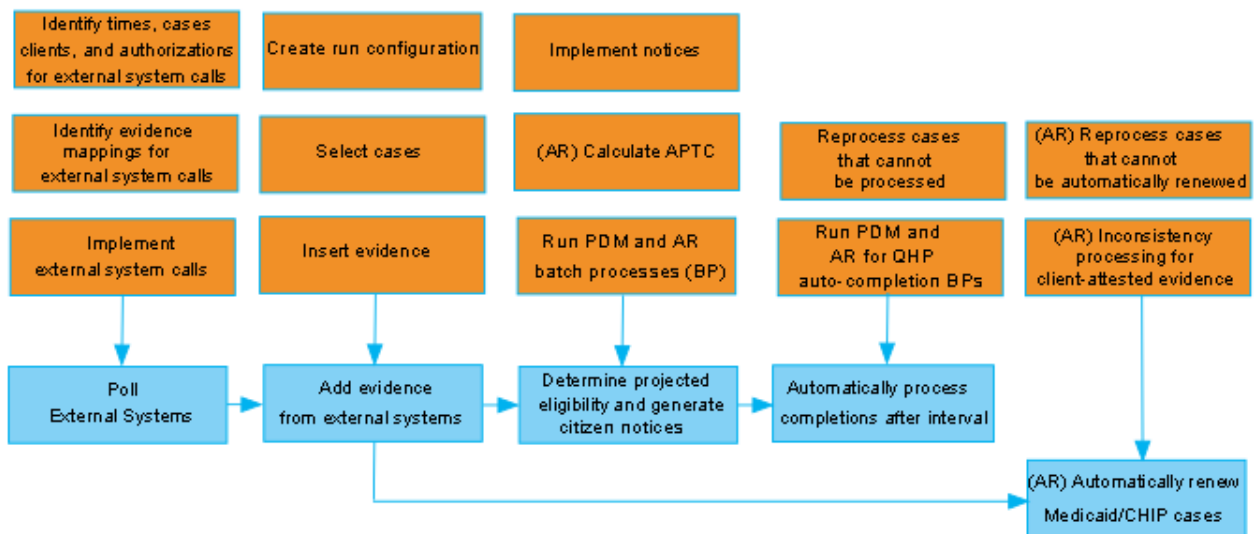 Identify times, cases
clients, and authorizations
for external system calls
Create run configuration
Implement notices
Identify evidence
mappings for
external system calls
Select cases
(AR) Calculate APTC
Reprocess cases
that cannot
be processed
(AR) Reprocess cases
that cannot
be automatically renewed
Implement
external system calls
Insert evidence
Run PDM and AR
batch processes (BP)
Run PDM and
AR for QHP
auto-completion BPs
(AR) Inconsistency
processing for
client-attested evidence
Poll
External Systems
Add evidence
from external systems
Determine projected
eligibility and generate
citizen notices
Automatically process
completions after interval
(AR) Automatically renew
Medicaid/CHIP cases